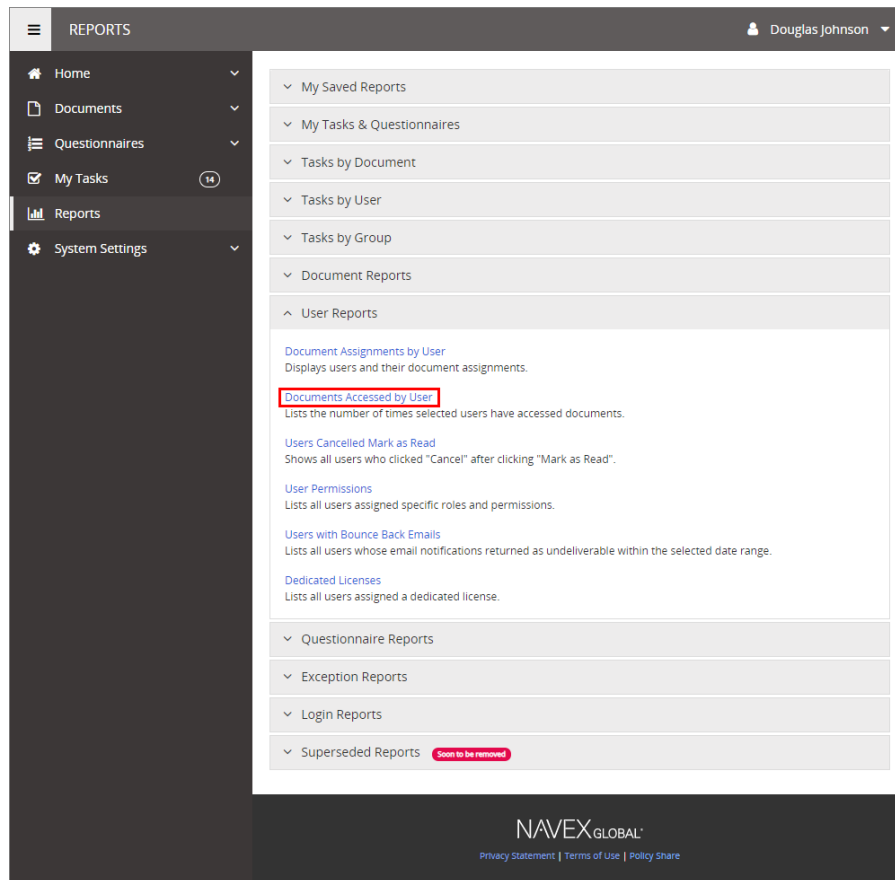 REPORTS
Douglas Johnson
Home
Documents
Questionnaires
My Tasks 14
Reports
System Settings
My Saved Reports
My Tasks & Questionnaires
Tasks by Document
Tasks by User
Tasks by Group
Document Reports
User Reports
Document Assignments by User
Displays users and their document assignments.
Documents Accessed by User
Lists the number of times selected users have accessed documents.
Users Cancelled Mark as Read
Shows all users who clicked "Cancel" after clicking "Mark as Read".
User Permissions
Lists all users assigned specific roles and permissions.
Users with Bounce Back Emails
Lists all users whose email notifications returned as undeliverable within the selected date range.
Dedicated Licenses
Lists all users assigned a dedicated license.
Questionnaire Reports
Exception Reports
Login Reports
Superseded Reports Soon to be removed
NAVEX GLOBAL
Privacy Statement | Terms of Use | Policy Share